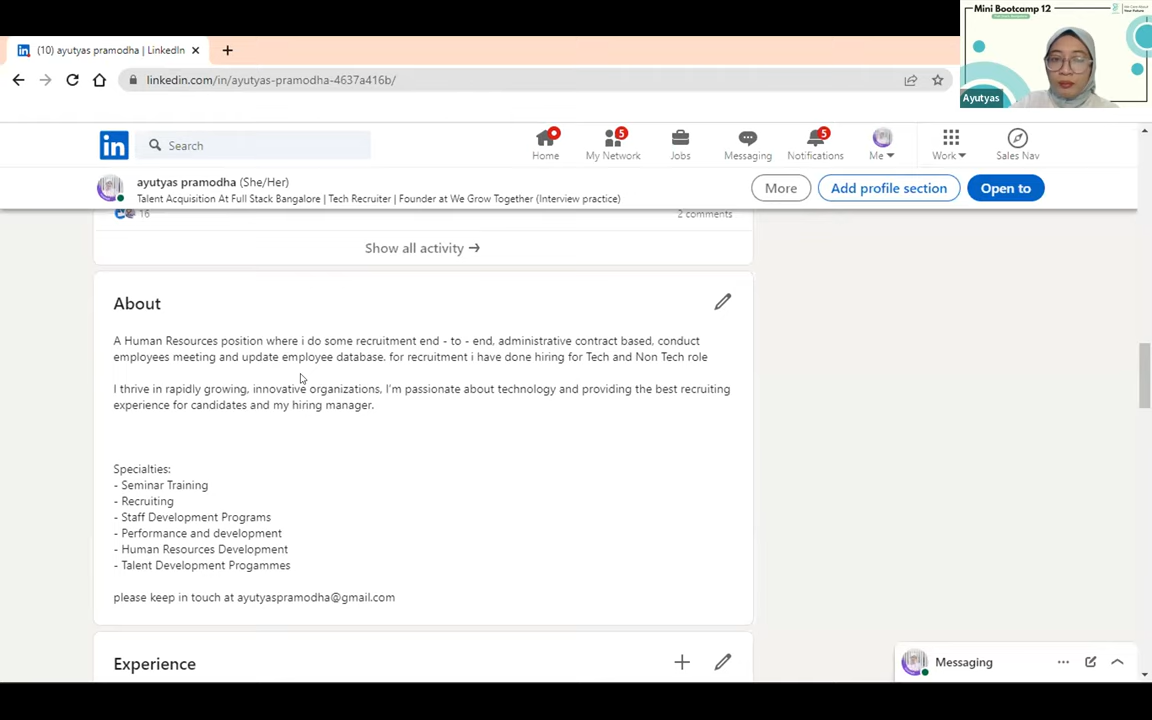 Mini Bootcamp 12
Ayutyas
(10) ayutyas pramodha | LinkedIn
linkedin.com/in/ayutyas-pramodha-4637a416b/
in
Search
Home
5
My Network
Jobs
Messaging
5
Notifications
Me
Work
Sales Nav
ayutyas pramodha (She/Her)
Talent Acquisition At Full Stack Bangalore | Tech Recruiter | Founder at We Grow Together (Interview practice)
More
Add profile section
Open to
16
2 comments
Show all activity →
About
A Human Resources position where i do some recruitment end - to - end, administrative contract based, conduct
employees meeting and update employee database. for recruitment i have done hiring for Tech and Non Tech role
I thrive in rapidly growing, innovative organizations, I'm passionate about technology and providing the best recruiting
experience for candidates and my hiring manager.
Specialties:
- Seminar Training
- Recruiting
- Staff Development Programs
- Performance and development
- Human Resources Development
- Talent Development Progammes
please keep in touch at ayutyaspramodha@gmail.com
Experience
Messaging